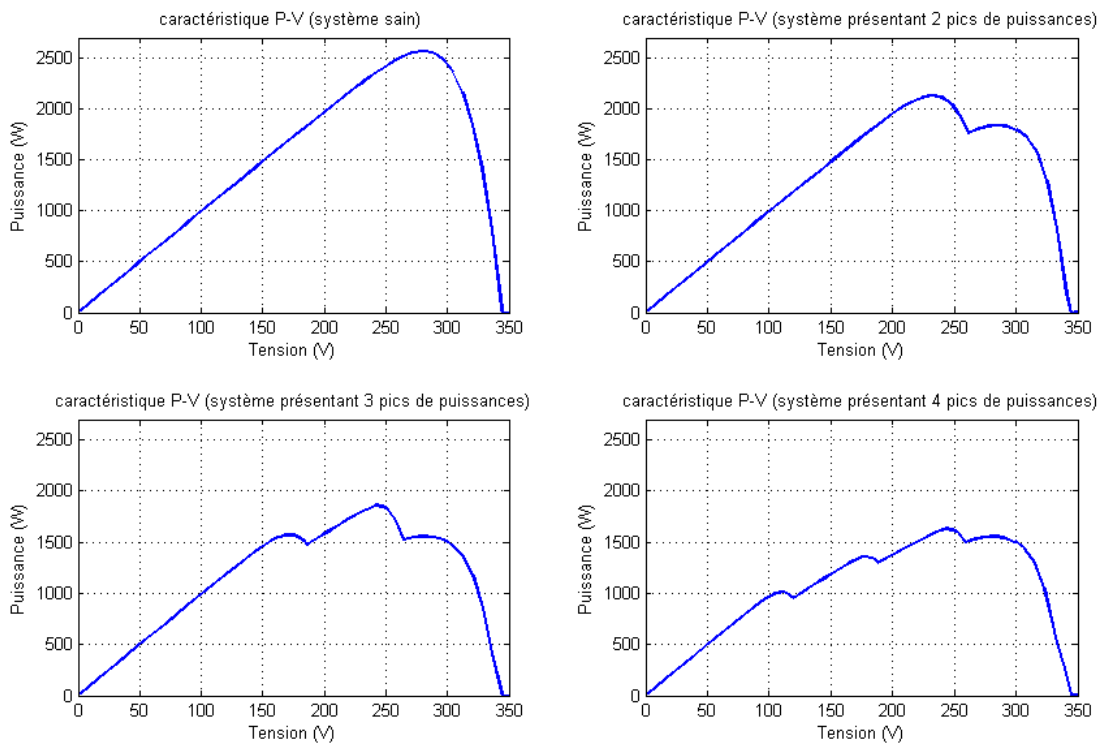 caractéristique P-V (système sain)
2500
2000
1500
1000
500
0
Puissance (W)
0 50 100 150 200 250 300 350
Tension (V)
caractéristique P-V (système présentant 2 pics de puissances)
2500
2000
1500
1000
500
0
Puissance (W)
0 50 100 150 200 250 300 350
Tension (V)
caractéristique P-V (système présentant 3 pics de puissances)
2500
2000
1500
1000
500
0
Puissance (W)
0 50 100 150 200 250 300 350
Tension (V)
caractéristique P-V (système présentant 4 pics de puissances)
2500
2000
1500
1000
500
0
Puissance (W)
0 50 100 150 200 250 300 350
Tension (V)